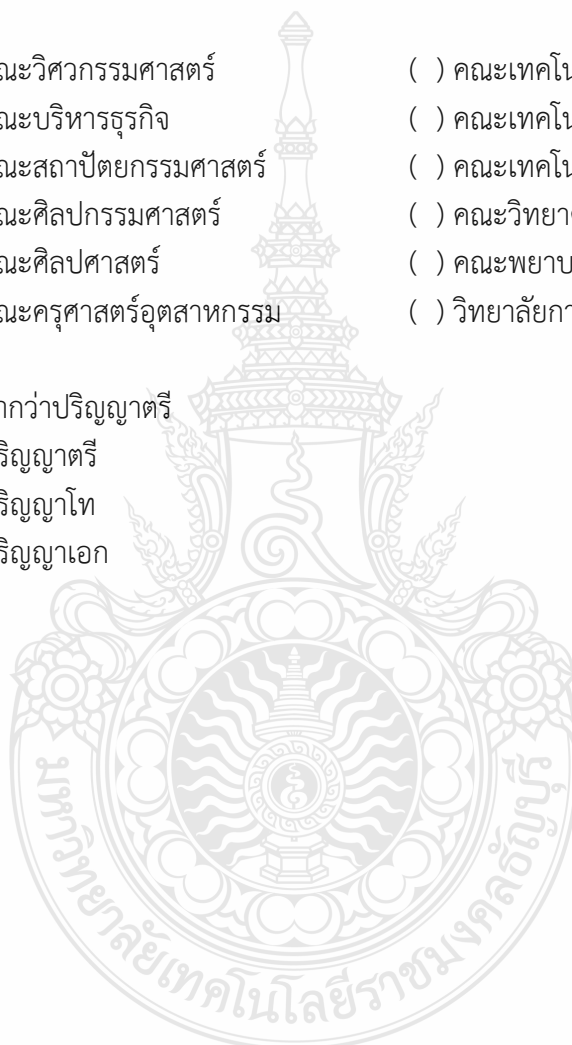 ณะวิศวกรรมศาสตร์ ( ) คณะเทคโน
ณะบริหารธุรกิจ ( ) คณะเทคโน
ณะสถาปัตยกรรมศาสตร์ ( ) คณะเทคโน
ณะศิลปกรรมศาสตร์ ( ) คณะวิทยา
ณะศิลปศาสตร์ ( ) คณะพยาบ
ณะครุศาสตร์อุตสาหกรรม ( ) วิทยาลัยกา
ากว่าปริญญาตรี
ริญญาตรี
ริญญาโท
ริญญาเอก
มหาวิทยาลัยเทคโนโลยีราชมงคลธัญบุรี